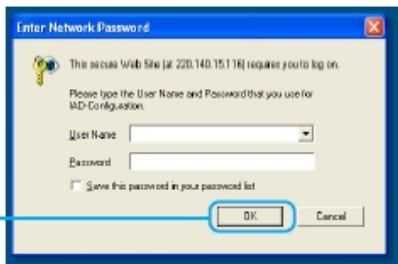 Enter Network Password
This secure Web Site (at 220.140.15.116) requires you to log on.
Please type the User Name and Password that you use for
IAD-Configuration.
User Name
Password
Save this password in your password list
OK
Cancel